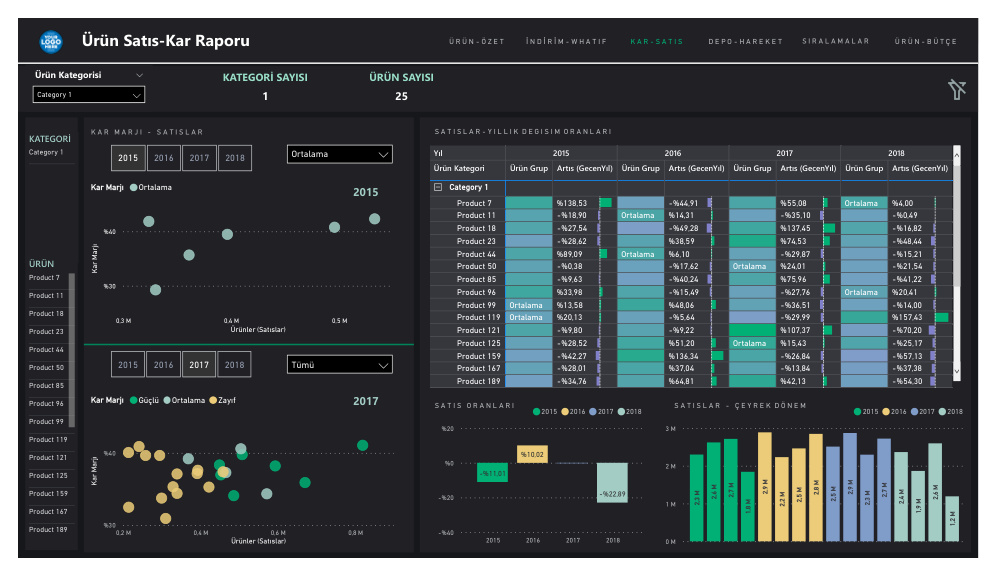 YOUR LOGO HERE
Ürün Satıs-Kar Raporu
ÜRÜN-ÖZET İNDİRİM-WHATIF KAR-SATIS DEPO-HAREKET SIRALAMALAR ÜRÜN-BÜTÇE
Ürün Kategorisi
Category 1
KATEGORİ SAYISI
1
ÜRÜN SAYISI
25
KATEGORİ
Category 1
ÜRÜN
Product 7
Product 11
Product 18
Product 23
Product 44
Product 50
Product 85
Product 96
Product 99
Product 119
Product 121
Product 125
Product 159
Product 167
Product 189
KAR MARJI - SATISLAR
2015 2016 2017 2018
Ortalama
Kar Marjı Ortalama
2015
%40
%30
Kar Marjı
0.3 M 0.4 M 0.5 M
Ürünler (Satıslar)
2015 2016 2017 2018
Tümü
Kar Marjı Güçlü Ortalama Zayıf
2017
%40
%30
Kar Marjı
0,2 M 0,4 M 0,6 M 0,8 M
Ürünler (Satıslar)
SATISLAR-YILLIK DEGISIM ORANLARI
Yıl 2015 2016 2017 2018
Ürün Kategori Ürün Grup Artıs (GecenYıl) Ürün Grup Artıs (GecenYıl) Ürün Grup Artıs (GecenYıl) Ürün Grup Artıs (GecenYıl)
Category 1
Product 7 %138,53 -%44,91 %55,08 Ortalama %4,00
Product 11 -%18,90 Ortalama %14,31 -%35,10 -%0,49
Product 18 -%27,54 -%49,28 %137,45 -%16,82
Product 23 -%28,62 %38,59 %74,53 -%48,44
Product 44 %89,09 Ortalama %6,10 -%29,87 -%15,21
Product 50 -%0,38 -%17,62 Ortalama %24,01 -%21,54
Product 85 -%9,63 -%40,24 %75,96 -%41,22
Product 96 %33,98 -%15,49 -%27,76 Ortalama %20,41
Product 99 Ortalama %13,58 %48,06 -%36,51 -%14,00
Product 119 Ortalama %20,13 -%5,64 -%29,99 %157,43
Product 121 -%9,80 -%9,22 %107,37 -%70,20
Product 125 -%28,52 %51,20 Ortalama %15,43 -%25,17
Product 159 -%42,27 %136,34 -%26,84 -%57,13
Product 167 -%28,01 %37,04 -%13,84 -%37,38
Product 189 -%34,76 %64,81 %42,13 -%54,30
SATIS ORANLARI
2015 2016 2017 2018
%20
%0
-%20
-%40
-%11,01
%10,02
-%22,89
2015 2016 2017 2018
SATISLAR - ÇEYREK DÖNEM
2015 2016 2017 2018
3 M
2 M
1 M
0 M
2,3 M 2,6 M 2,7 M 1,8 M 2,9 M 2,2 M 2,5 M 2,8 M 2,5 M 2,9 M 2,3 M 2,7 M 2,4 M 1,9 M 2,6 M 1,2 M